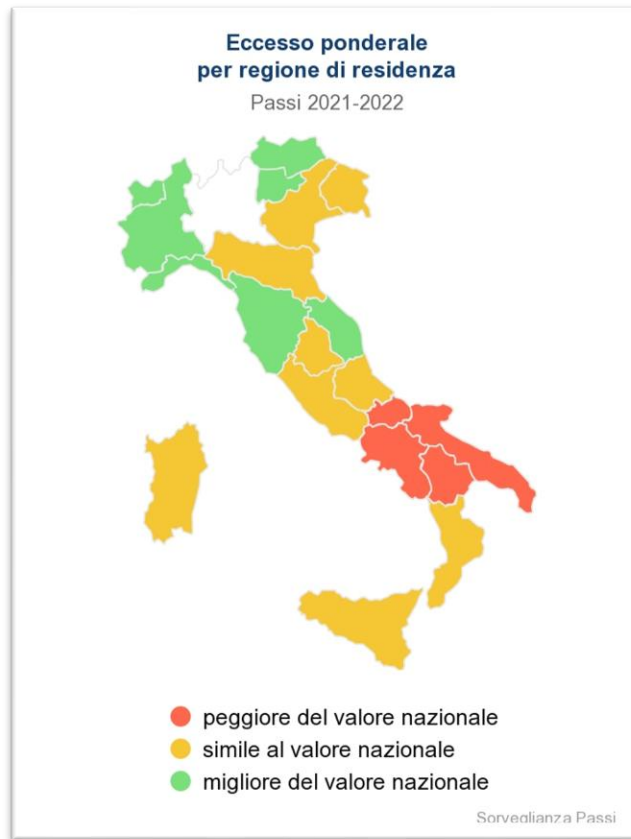 Eccesso ponderale
per regione di residenza
Passi 2021-2022
peggiore del valore nazionale
simile al valore nazionale
migliore del valore nazionale
Sorveglianza Passi